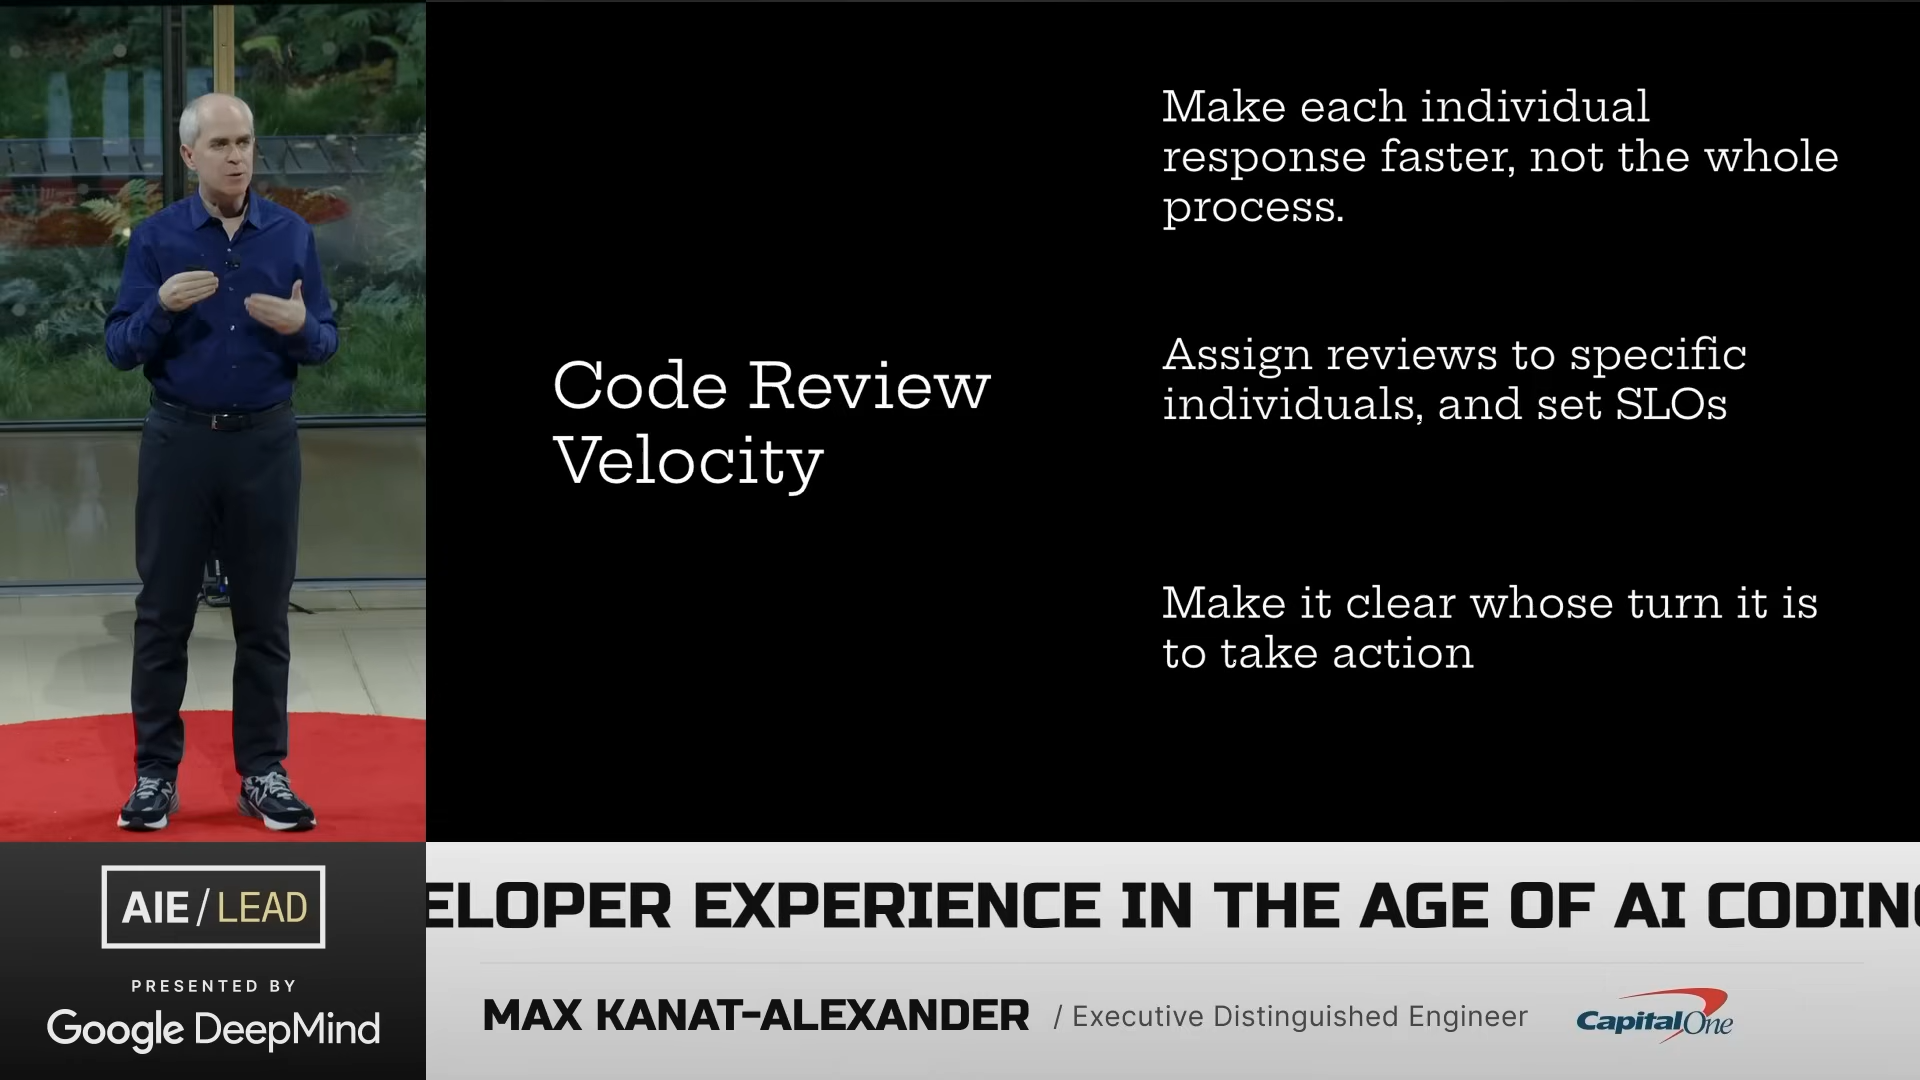 Code Review
Velocity
Make each individual
response faster, not the whole
process.
Assign reviews to specific
individuals, and set SLOs
Make it clear whose turn it is
to take action
AIE/LEAD
PRESENTED BY
Google DeepMind
ELOPER EXPERIENCE IN THE AGE OF AI CODING
MAX KANAT-ALEXANDER / Executive Distinguished Engineer
Capital One